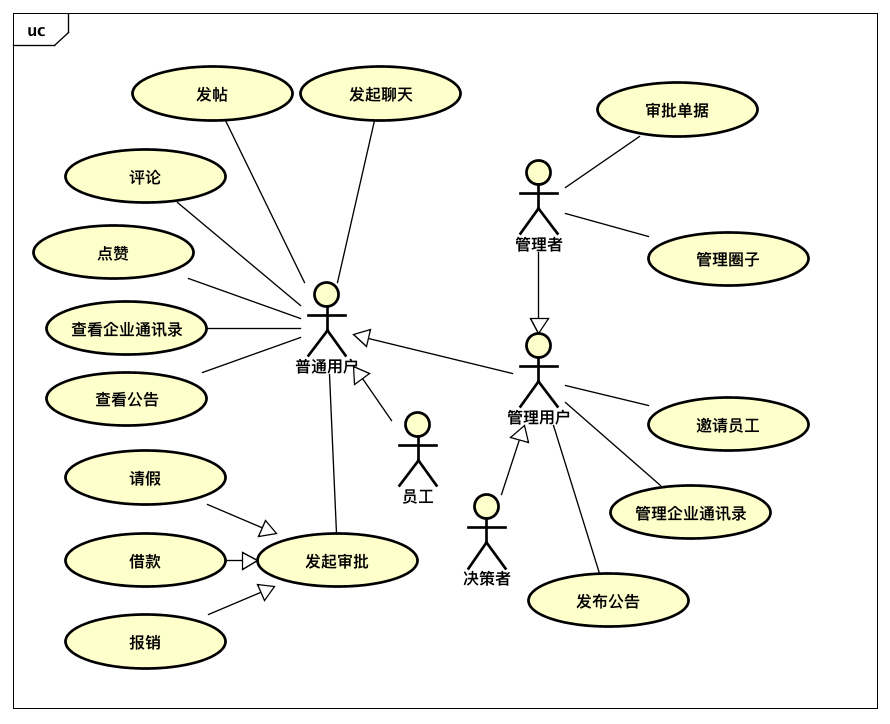 uc
发帖
发起聊天
审批单据
评论
管理者
点赞
管理圈子
查看企业通讯录
普通用户
查看公告
管理用户
邀请员工
请假
员工
管理企业通讯录
借款
发起审批
决策者
发布公告
报销